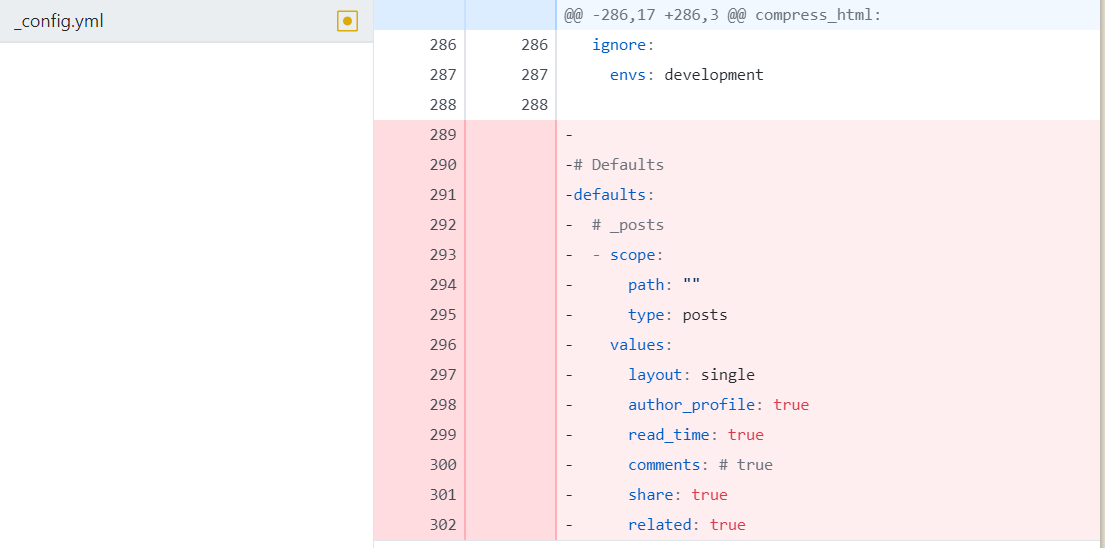 _config.yml
@@ -286,17 +286,3 @@ compress_html:
286 286 ignore:
287 287 envs: development
288 288
289 -
290 -# Defaults
291 -defaults:
292 - # _posts
293 - - scope:
294 - path: ""
295 - type: posts
296 - values:
297 - layout: single
298 - author_profile: true
299 - read_time: true
300 - comments: # true
301 - share: true
302 - related: true